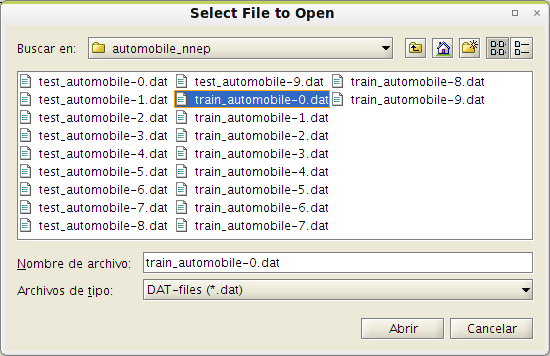 Select File to Open
Buscar en: automobile_nnep
test_automobile-0.dat test_automobile-9.dat train_automobile-8.dat
test_automobile-1.dat train_automobile-0.dat train_automobile-9.dat
test_automobile-2.dat train_automobile-1.dat
test_automobile-3.dat train_automobile-2.dat
test_automobile-4.dat train_automobile-3.dat
test_automobile-5.dat train_automobile-4.dat
test_automobile-6.dat train_automobile-5.dat
test_automobile-7.dat train_automobile-6.dat
test_automobile-8.dat train_automobile-7.dat
Nombre de archivo: train_automobile-0.dat
Archivos de tipo: DAT-files (*.dat)
Abrir Cancelar